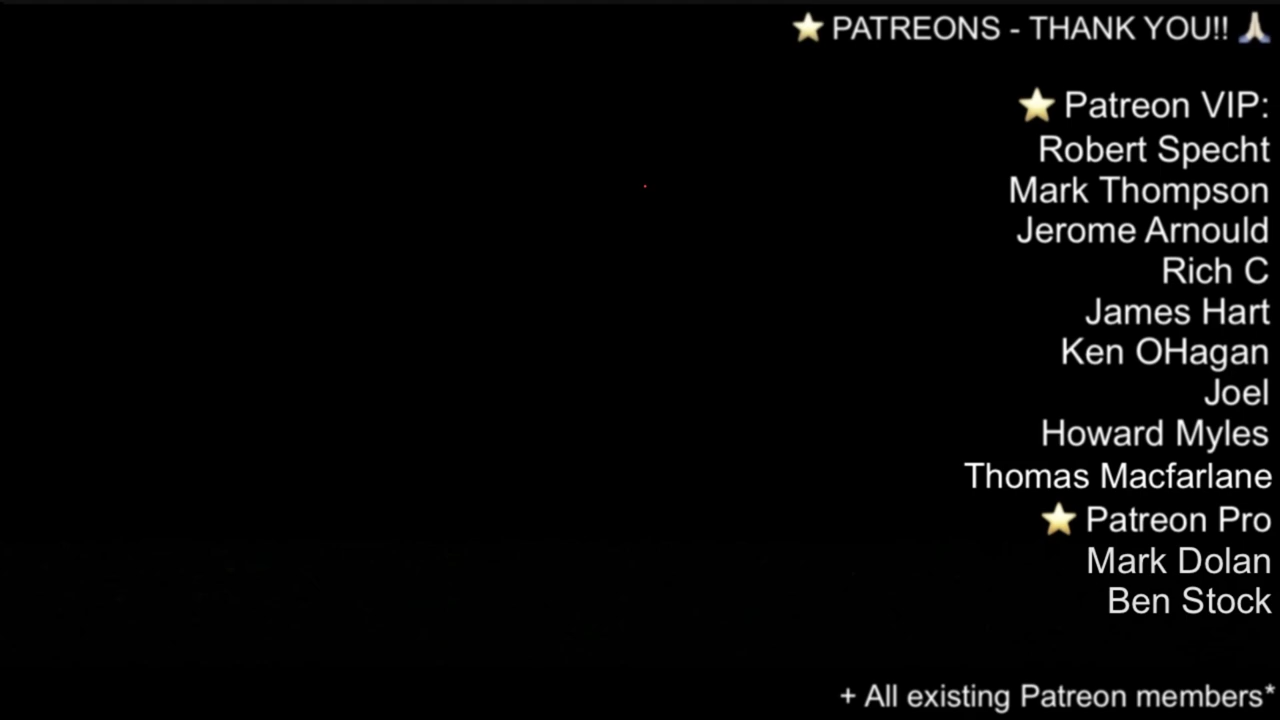 ⭐ PATREONS - THANK YOU!! 🙏🏻
⭐ Patreon VIP:
Robert Specht
Mark Thompson
Jerome Arnould
Rich C
James Hart
Ken OHagan
Joel
Howard Myles
Thomas Macfarlane
⭐ Patreon Pro
Mark Dolan
Ben Stock
+ All existing Patreon members*